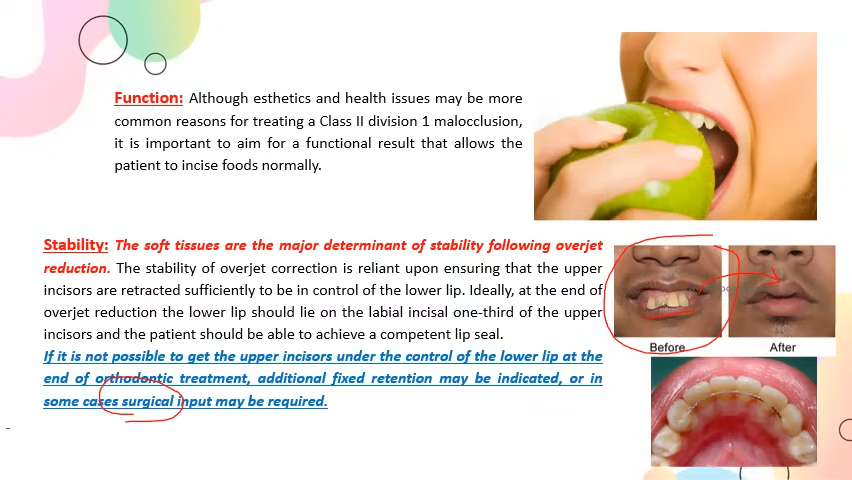 Function: Although esthetics and health issues may be more
common reasons for treating a Class II division 1 malocclusion,
it is important to aim for a functional result that allows the
patient to incise foods normally.
Stability: The soft tissues are the major determinant of stability following overjet
reduction. The stability of overjet correction is reliant upon ensuring that the upper
incisors are retracted sufficiently to be in control of the lower lip. Ideally, at the end of
overjet reduction the lower lip should lie on the labial incisal one-third of the upper
incisors and the patient should be able to achieve a competent lip seal.
If it is not possible to get the upper incisors under the control of the lower lip at the
end of orthodontic treatment, additional fixed retention may be indicated, or in
some cases surgical input may be required.
Before
After